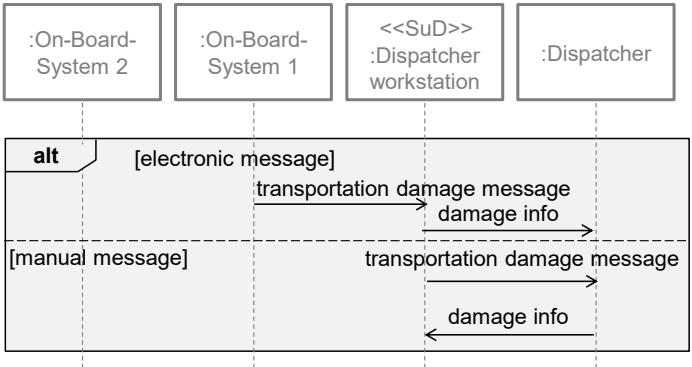 :On-Board-
System 2
:On-Board-
System 1
<<SuD>>
:Dispatcher
workstation
:Dispatcher
alt
[electronic message]
transportation damage message
damage info
[manual message]
transportation damage message
damage info